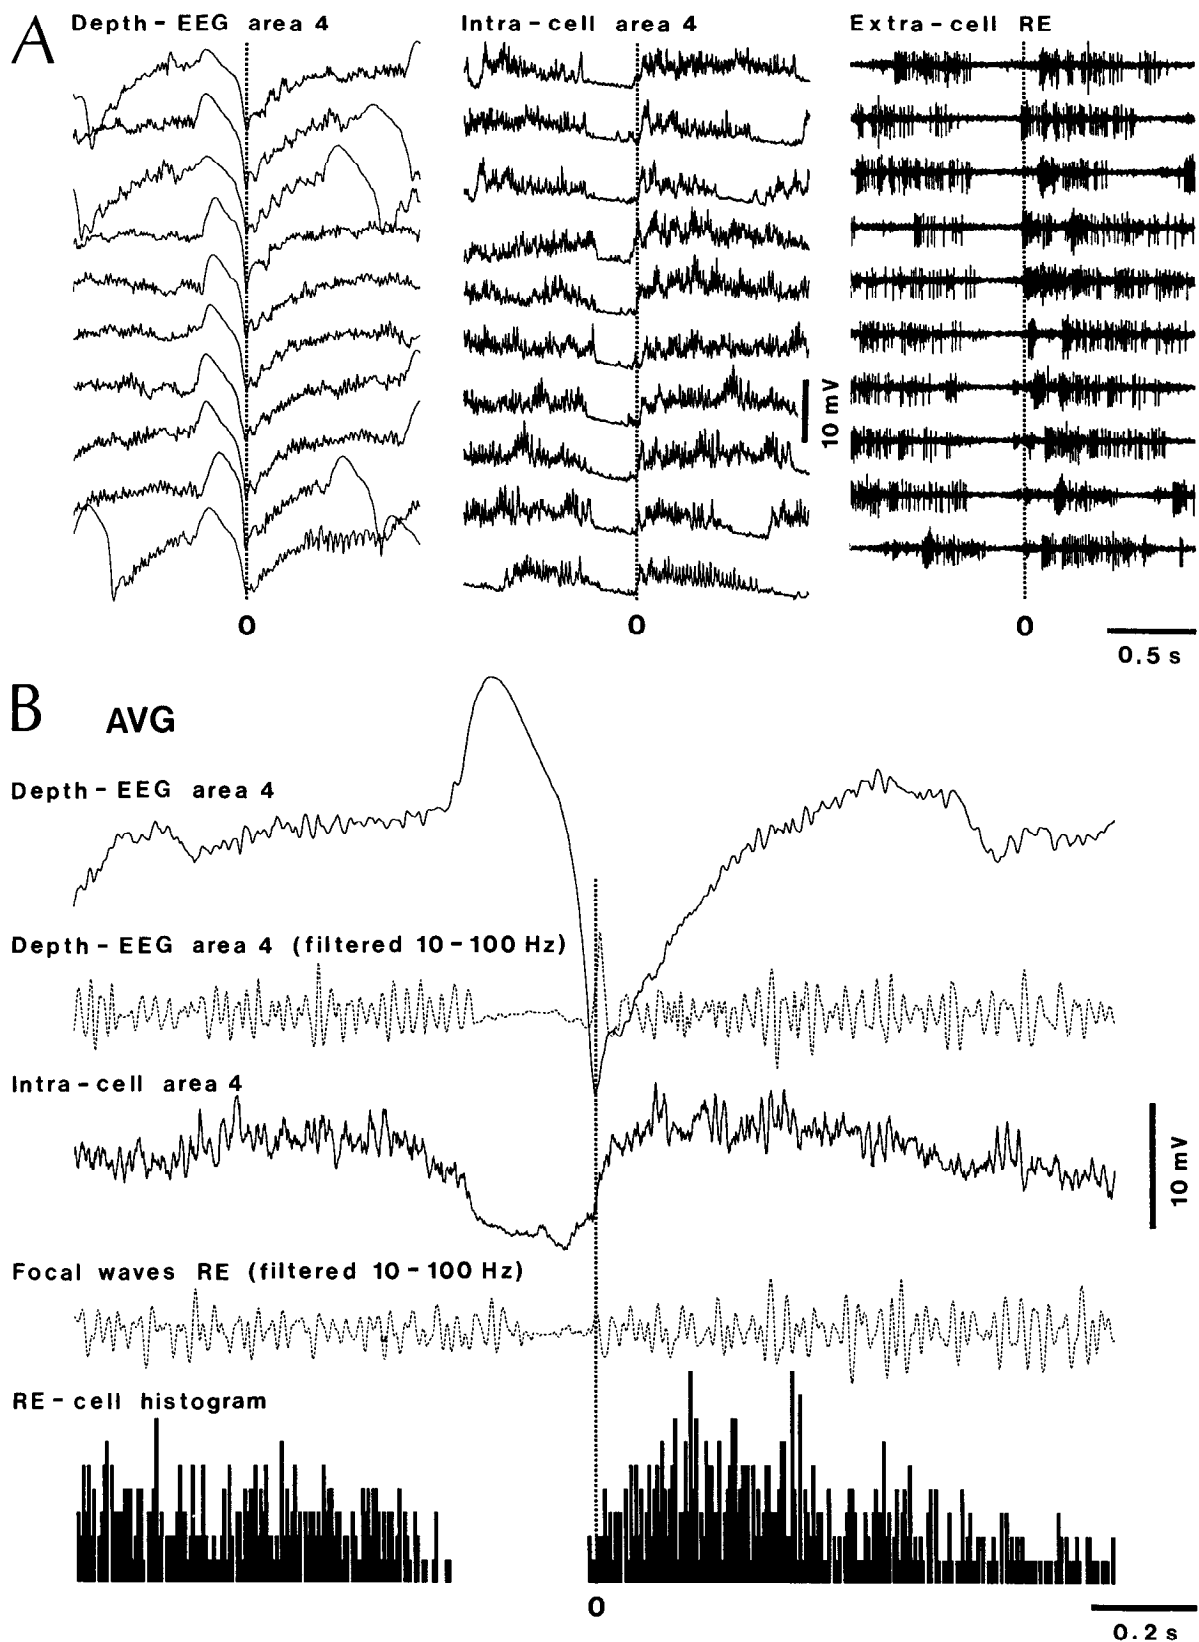 A Depth-EEG area 4 Intra-cell area 4 Extra-cell RE
10 mV
0 0 0
0.5 s
B AVG
Depth-EEG area 4
Depth-EEG area 4 (filtered 10-100 Hz)
Intra-cell area 4
10 mV
Focal waves RE (filtered 10-100 Hz)
RE-cell histogram
0
0.2 s